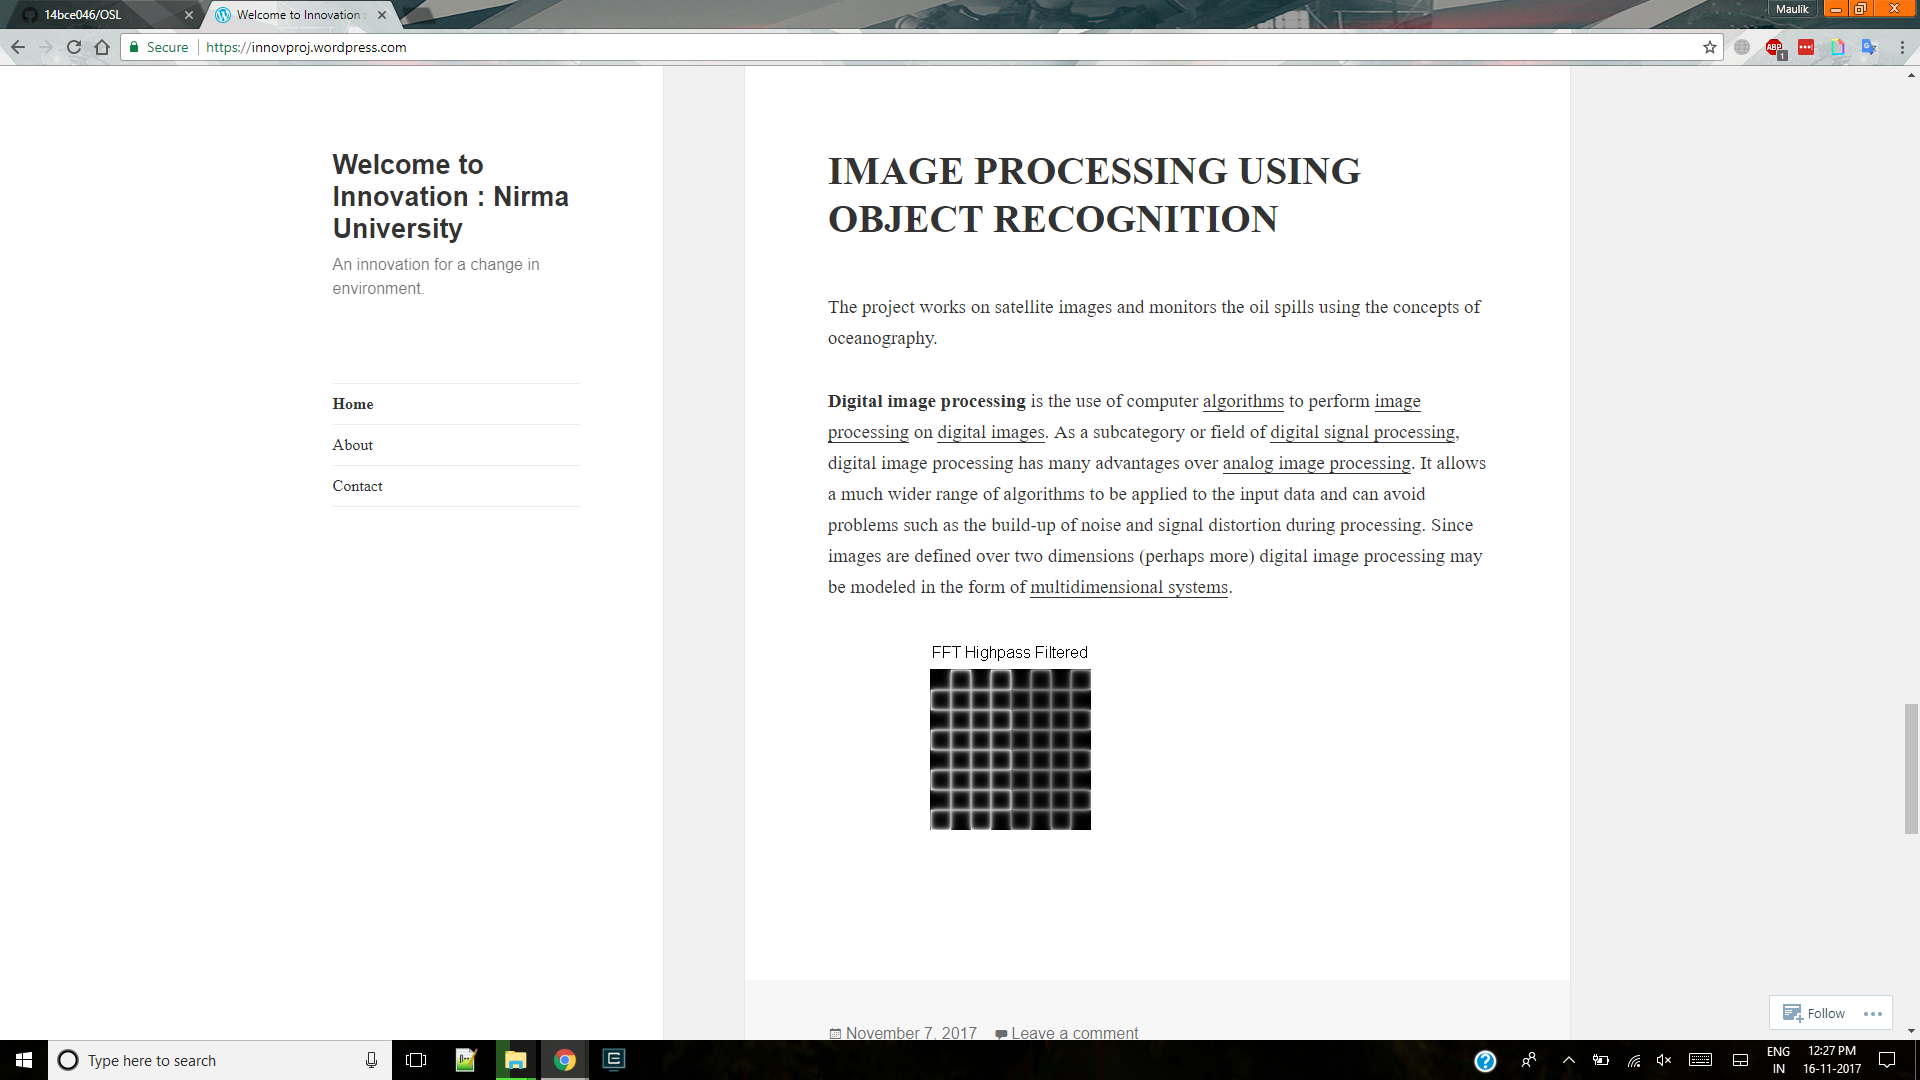 14bce046/OSL
Welcome to Innovation :
Maulik
Secure
https://innovproj.wordpress.com
ABP
1
Welcome to
Innovation : Nirma
University
An innovation for a change in
environment.
Home
About
Contact
IMAGE PROCESSING USING
OBJECT RECOGNITION
The project works on satellite images and monitors the oil spills using the concepts of
oceanography.
Digital image processing is the use of computer algorithms to perform image
processing on digital images. As a subcategory or field of digital signal processing,
digital image processing has many advantages over analog image processing. It allows
a much wider range of algorithms to be applied to the input data and can avoid
problems such as the build-up of noise and signal distortion during processing. Since
images are defined over two dimensions (perhaps more) digital image processing may
be modeled in the form of multidimensional systems.
FFT Highpass Filtered
November 7, 2017
Leave a comment
Follow
Type here to search
ENG
IN
12:27 PM
16-11-2017